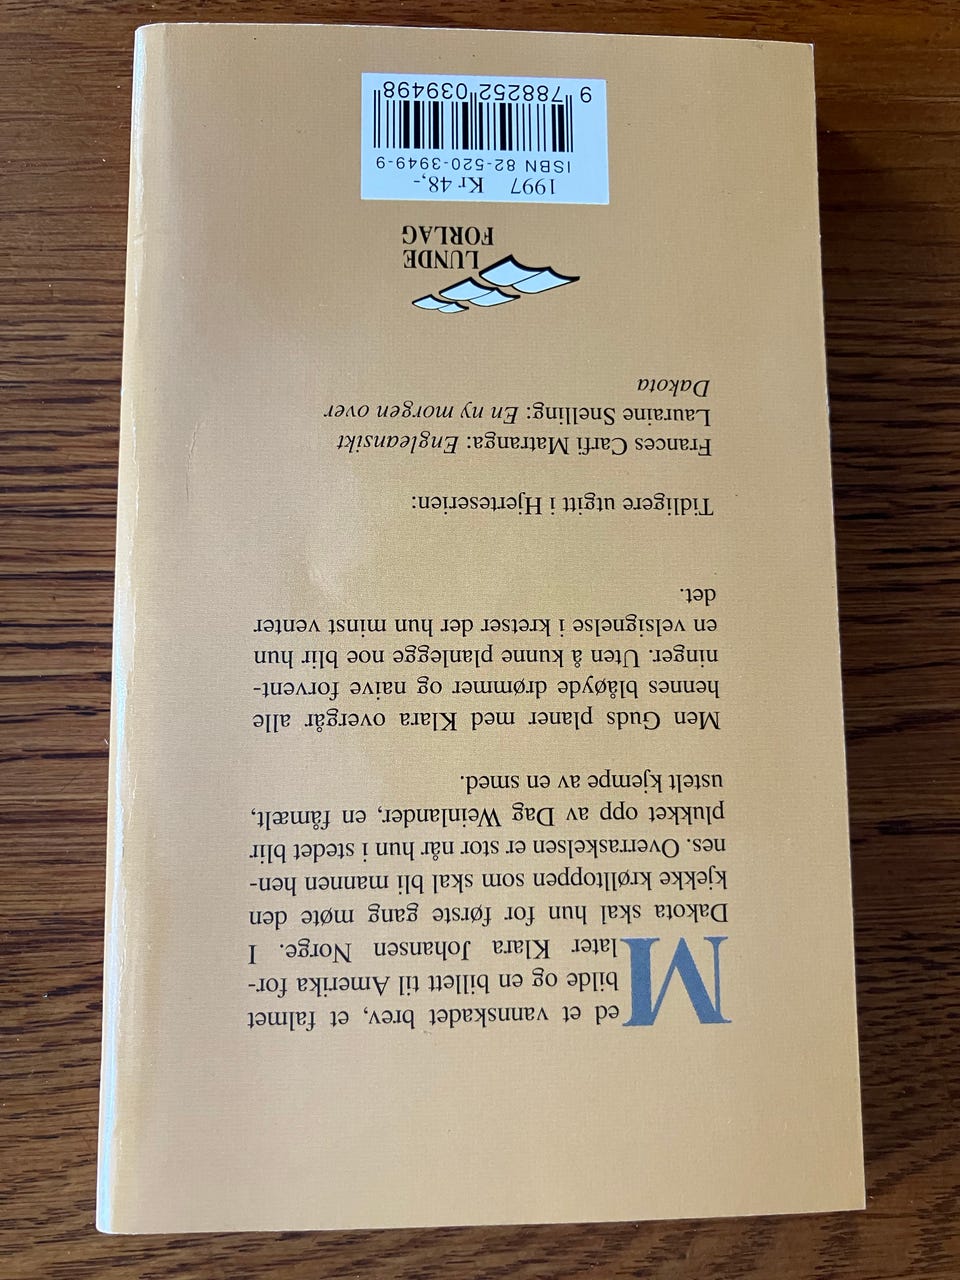 Med et vannskadet brev, et falmet
bilde og en billett til Amerika for-
later Klara Johansen Norge. I
Dakota skal hun for første gang møte den
kjekke krølltoppen som skal bli mannen hen-
nes. Overraskelsen er stor når hun i stedet blir
plukket opp av Dag Weinlander, en fåmælt,
ustelt kjempe av en smed.
Men Guds planer med Klara overgår alle
hennes blåøyde drømmer og naive forvent-
ninger. Uten å kunne planlegge noe blir hun
en velsignelse i kretser der hun minst venter
det.
Tidligere utgitt i Hjerteserien:
Frances Carfi Matranga: Engleansikt
Lauraine Snelling: En ny morgen over
Dakota
LUNDE
FORLAG
1997 Kr 48,-
ISBN 82-520-3949-9
9 788252 039498